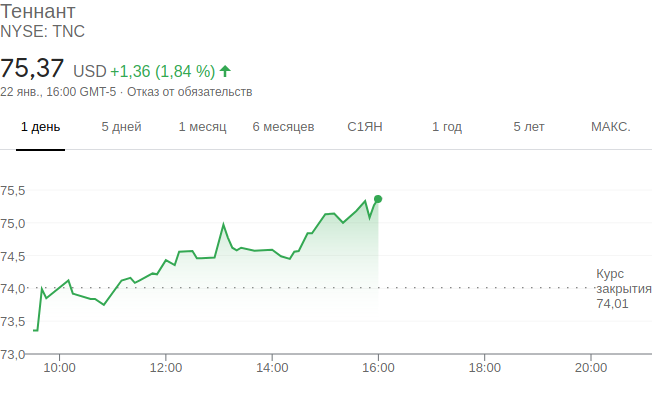 Теннант
NYSE: TNC
75,37 USD +1,36 (1,84 %)
22 янв., 16:00 GMT-5 · Отказ от обязательств
1 день 5 дней 1 месяц 6 месяцев С1ЯН 1 год 5 лет МАКС.
75,5
75,0
74,5
74,0
73,5
73,0
Курс
закрытия
74,01
10:00 12:00 14:00 16:00 18:00 20:00